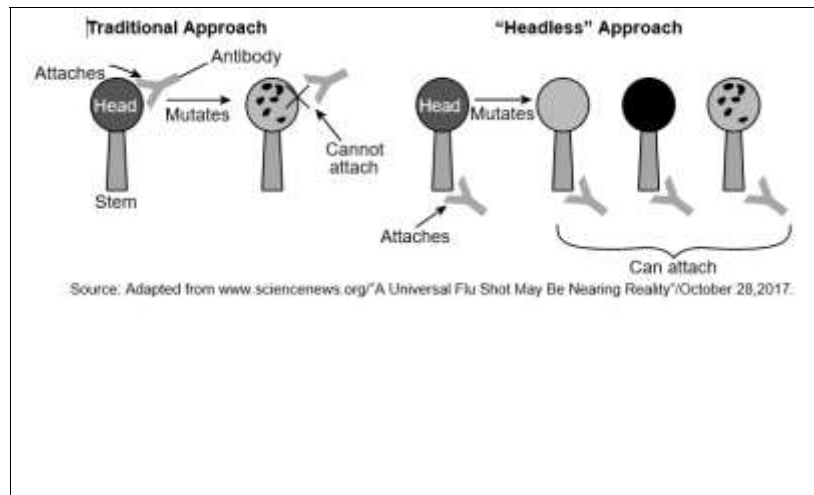 Traditional Approach
"Headless" Approach
Antibody
Attaches
Head
Mutates
Cannot
attach
Stem
Head
Mutates
Attaches
Can attach
Source: Adapted from www.sciencenews.org/"A Universal Flu Shot May Be Nearing Reality"/October 28,2017.